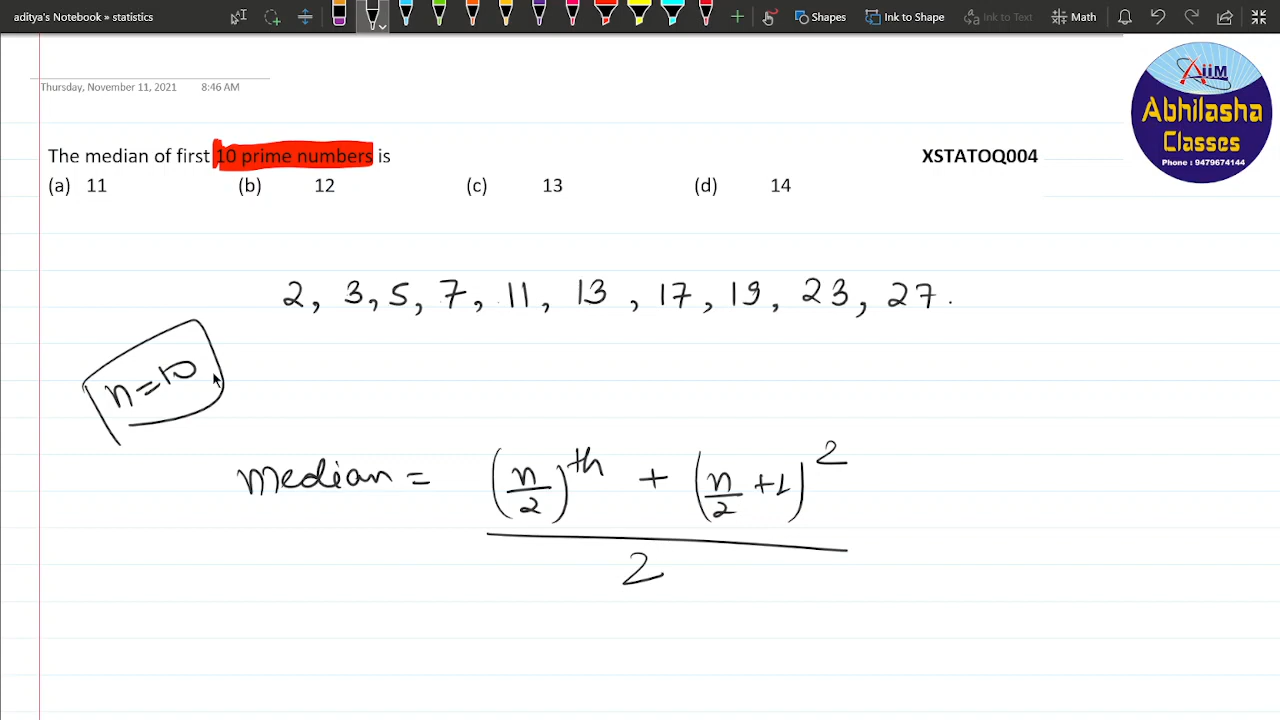 aditya's Notebook » statistics
Shapes
Ink to Shape
Ink to Text
Math
Thursday, November 11, 2021 8:46 AM
AiiM
Abhilasha
Classes
Phone : 9479674144
The median of first 10 prime numbers is XSTATOQ004
(a) 11 (b) 12 (c) 13 (d) 14
2, 3, 5, 7, 11, 13, 17, 19, 23, 27.
n=10
median = (n/2)^th + (n/2 +1)^2
2